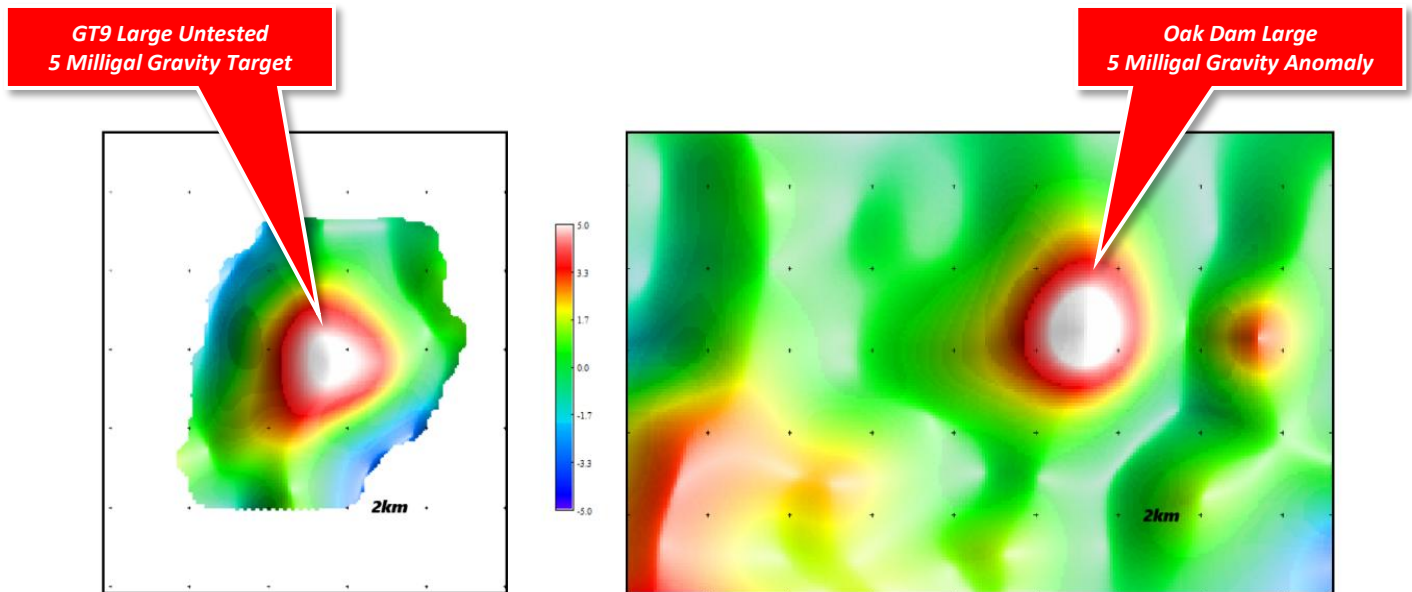 GT9 Large Untested
5 Milligal Gravity Target
Oak Dam Large
5 Milligal Gravity Anomaly
5.0
3.3
1.7
0.0
-1.7
-3.3
-5.0
2km
2km